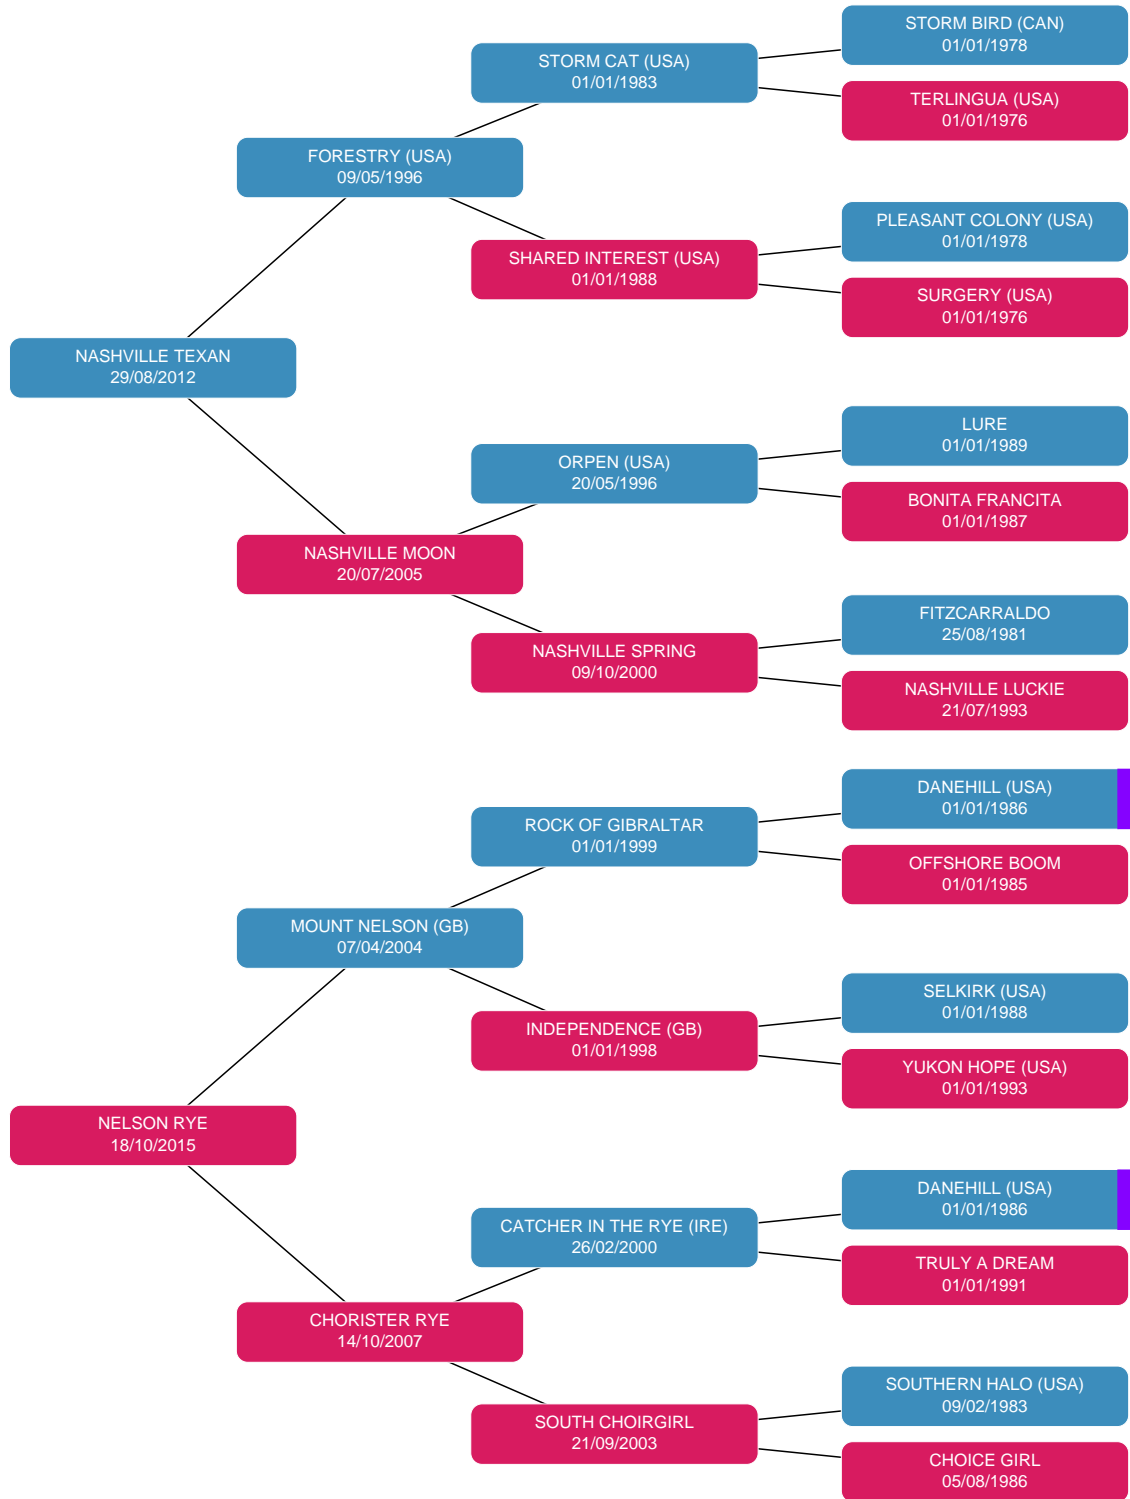 STORM BIRD (CAN)
01/01/1978
STORM CAT (USA)
01/01/1983
TERLINGUA (USA)
01/01/1976
FORESTRY (USA)
09/05/1996
PLEASANT COLONY (USA)
01/01/1978
SHARED INTEREST (USA)
01/01/1988
SURGERY (USA)
01/01/1976
NASHVILLE TEXAN
29/08/2012
LURE
01/01/1989
ORPEN (USA)
20/05/1996
BONITA FRANCITA
01/01/1987
NASHVILLE MOON
20/07/2005
FITZCARRALDO
25/08/1981
NASHVILLE SPRING
09/10/2000
NASHVILLE LUCKIE
21/07/1993
DANEHILL (USA)
01/01/1986
ROCK OF GIBRALTAR
01/01/1999
OFFSHORE BOOM
01/01/1985
MOUNT NELSON (GB)
07/04/2004
SELKIRK (USA)
01/01/1988
INDEPENDENCE (GB)
01/01/1998
YUKON HOPE (USA)
01/01/1993
NELSON RYE
18/10/2015
DANEHILL (USA)
01/01/1986
CATCHER IN THE RYE (IRE)
26/02/2000
TRULY A DREAM
01/01/1991
CHORISTER RYE
14/10/2007
SOUTHERN HALO (USA)
09/02/1983
SOUTH CHOIRGIRL
21/09/2003
CHOICE GIRL
05/08/1986